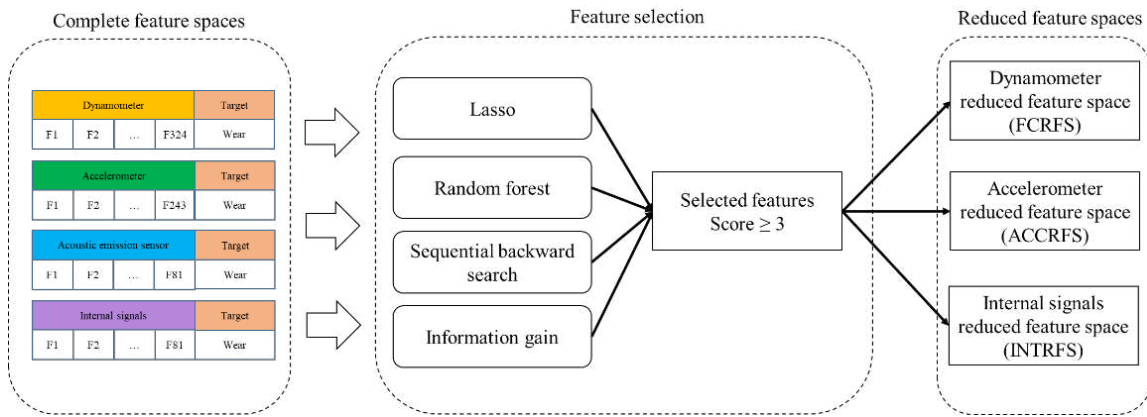 Complete feature spaces
Dynamometer Target
F1 F2 ... F324 Wear
Accelerometer Target
F1 F2 ... F243 Wear
Acoustic emission sensor Target
F1 F2 ... F81 Wear
Internal signals Target
F1 F2 ... F81 Wear
Feature selection
Lasso
Random forest
Sequential backward
search
Information gain
Selected features
Score ≥ 3
Reduced feature spaces
Dynamometer
reduced feature space
(FCRFS)
Accelerometer
reduced feature space
(ACCRFS)
Internal signals
reduced feature space
(INTRFS)